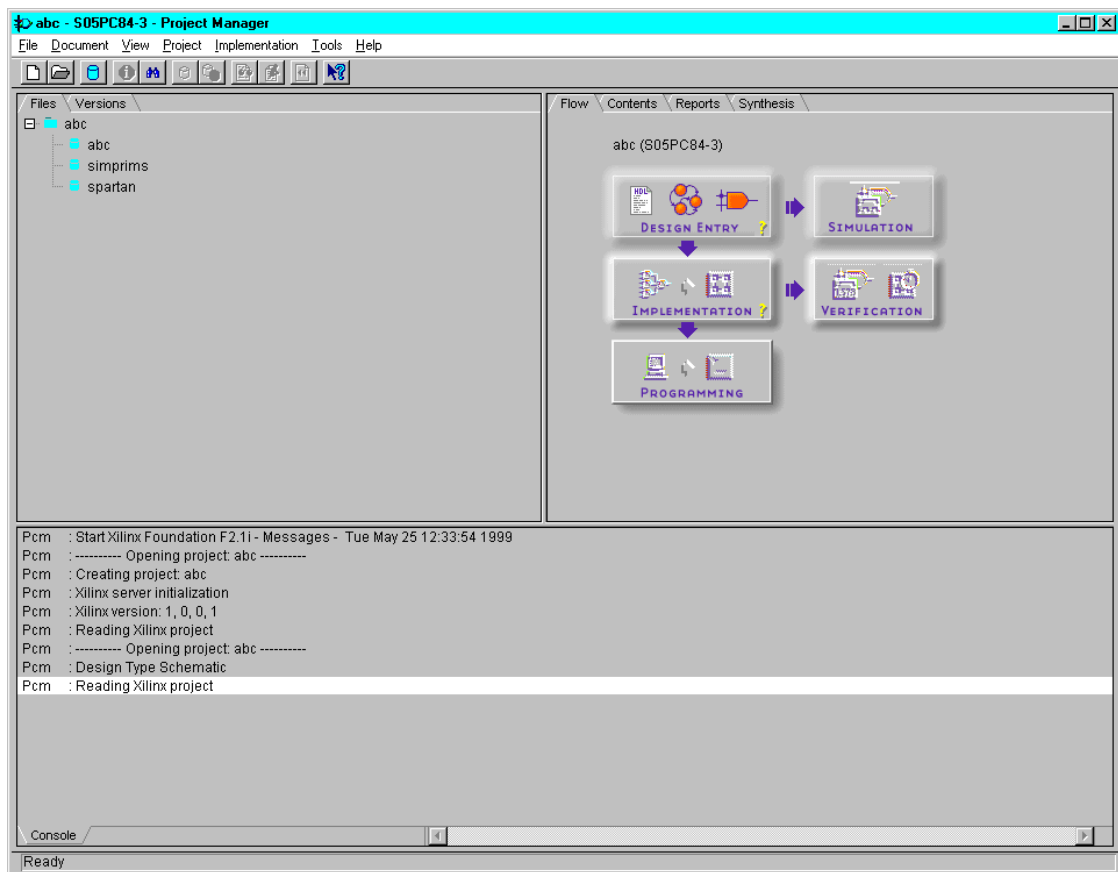 abc - S05PC84-3 - Project Manager
File Document View Project Implementation Tools Help
Files Versions
abc
abc
simprims
spartan
Flow Contents Reports Synthesis
abc (S05PC84-3)
HDL
DESIGN ENTRY ?
SIMULATION
IMPLEMENTATION ?
VERIFICATION
PROGRAMMING
Pcm : Start Xilinx Foundation F2.1i - Messages - Tue May 25 12:33:54 1999
Pcm : ---------- Opening project: abc ----------
Pcm : Creating project: abc
Pcm : Xilinx server initialization
Pcm : Xilinx version: 1, 0, 0, 1
Pcm : Reading Xilinx project
Pcm : ---------- Opening project: abc ----------
Pcm : Design Type Schematic
Pcm : Reading Xilinx project
Console
Ready